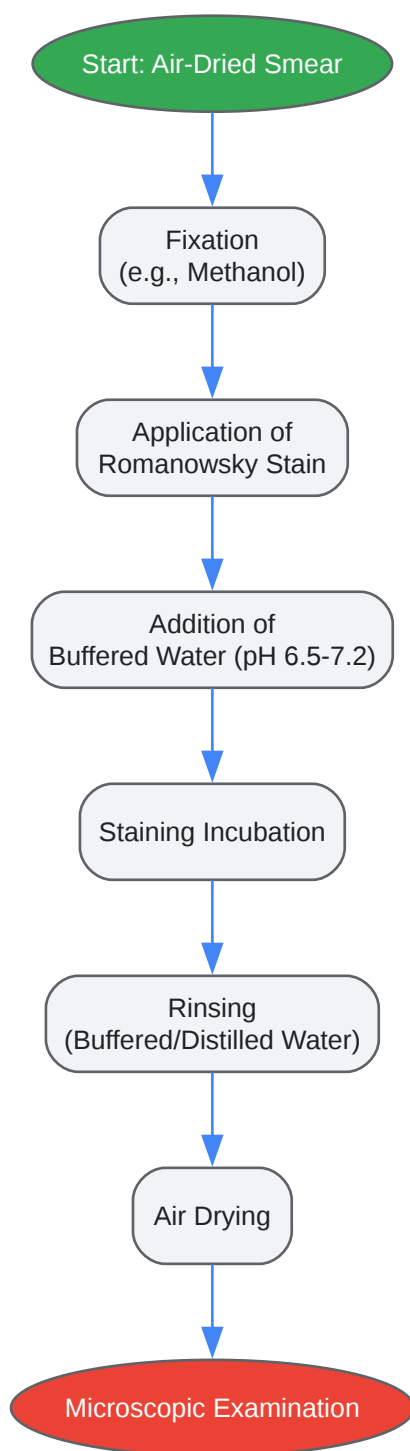 Start: Air-Dried Smear
Fixation
(e.g., Methanol)
Application of
Romanowsky Stain
Addition of
Buffered Water (pH 6.5-7.2)
Staining Incubation
Rinsing
(Buffered/Distilled Water)
Air Drying
Microscopic Examination